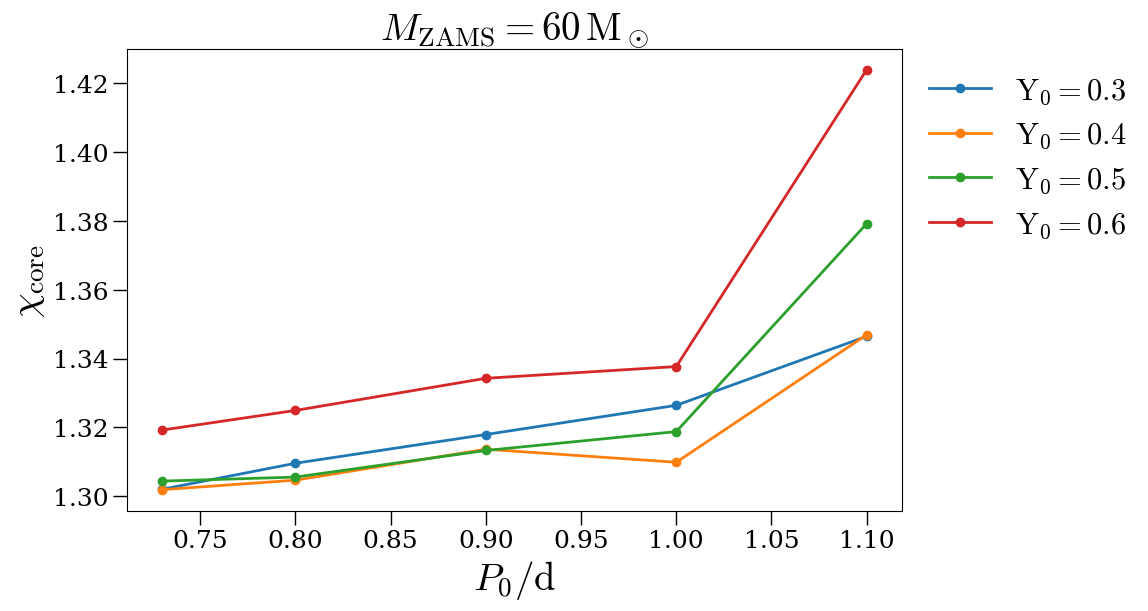 M_ZAMS = 60 M_⊙
χ_core
1.42
1.40
1.38
1.36
1.34
1.32
1.30
0.75 0.80 0.85 0.90 0.95 1.00 1.05 1.10
P_0/d
Y_0 = 0.3
Y_0 = 0.4
Y_0 = 0.5
Y_0 = 0.6